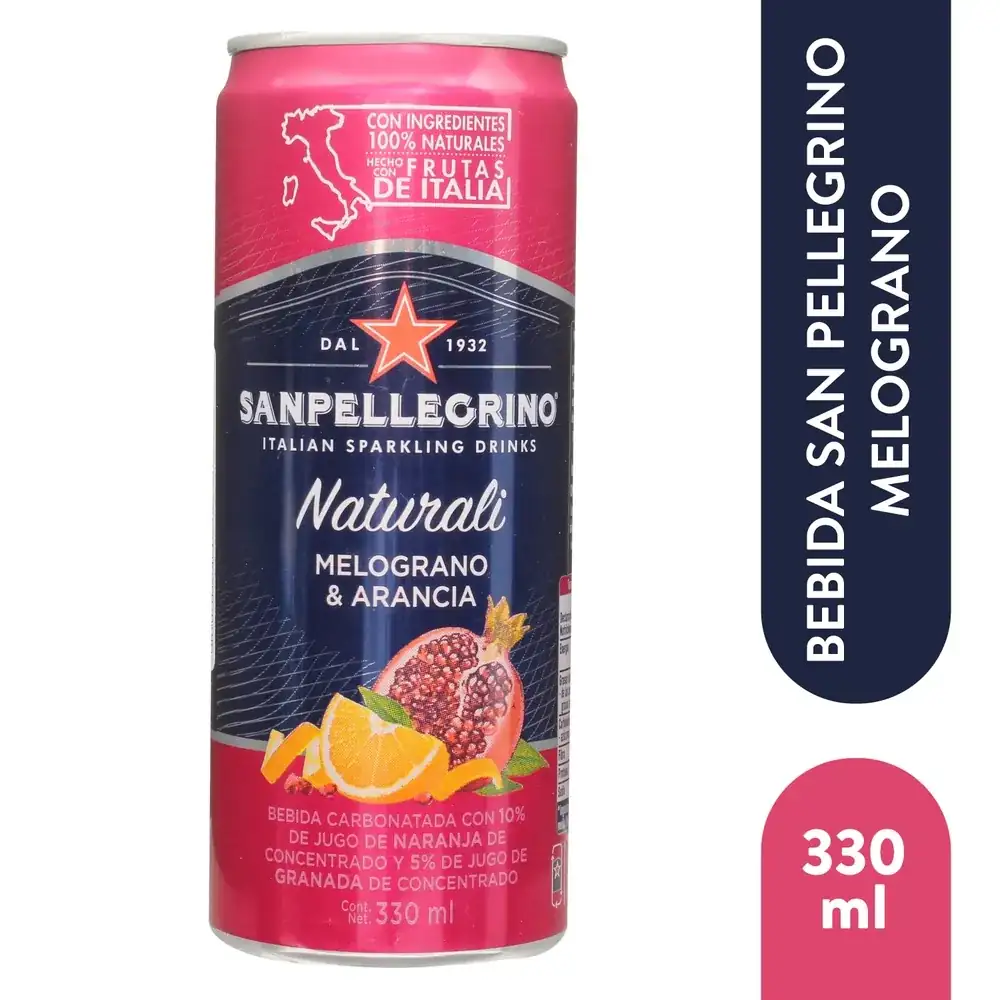 CON INGREDIENTES
100% NATURALES
HECHO CON FRUTAS
DE ITALIA
DAL 1932
SANPELLEGRINO®
ITALIAN SPARKLING DRINKS
Naturali
MELOGRANO
& ARANCIA
BEBIDA CARBONATADA CON 10%
DE JUGO DE NARANJA DE
CONCENTRADO Y 5% DE JUGO DE
GRANADA DE CONCENTRADO
Cont. Net. 330 ml
BEBIDA SAN PELLEGRINO
MELOGRANO
330
ml